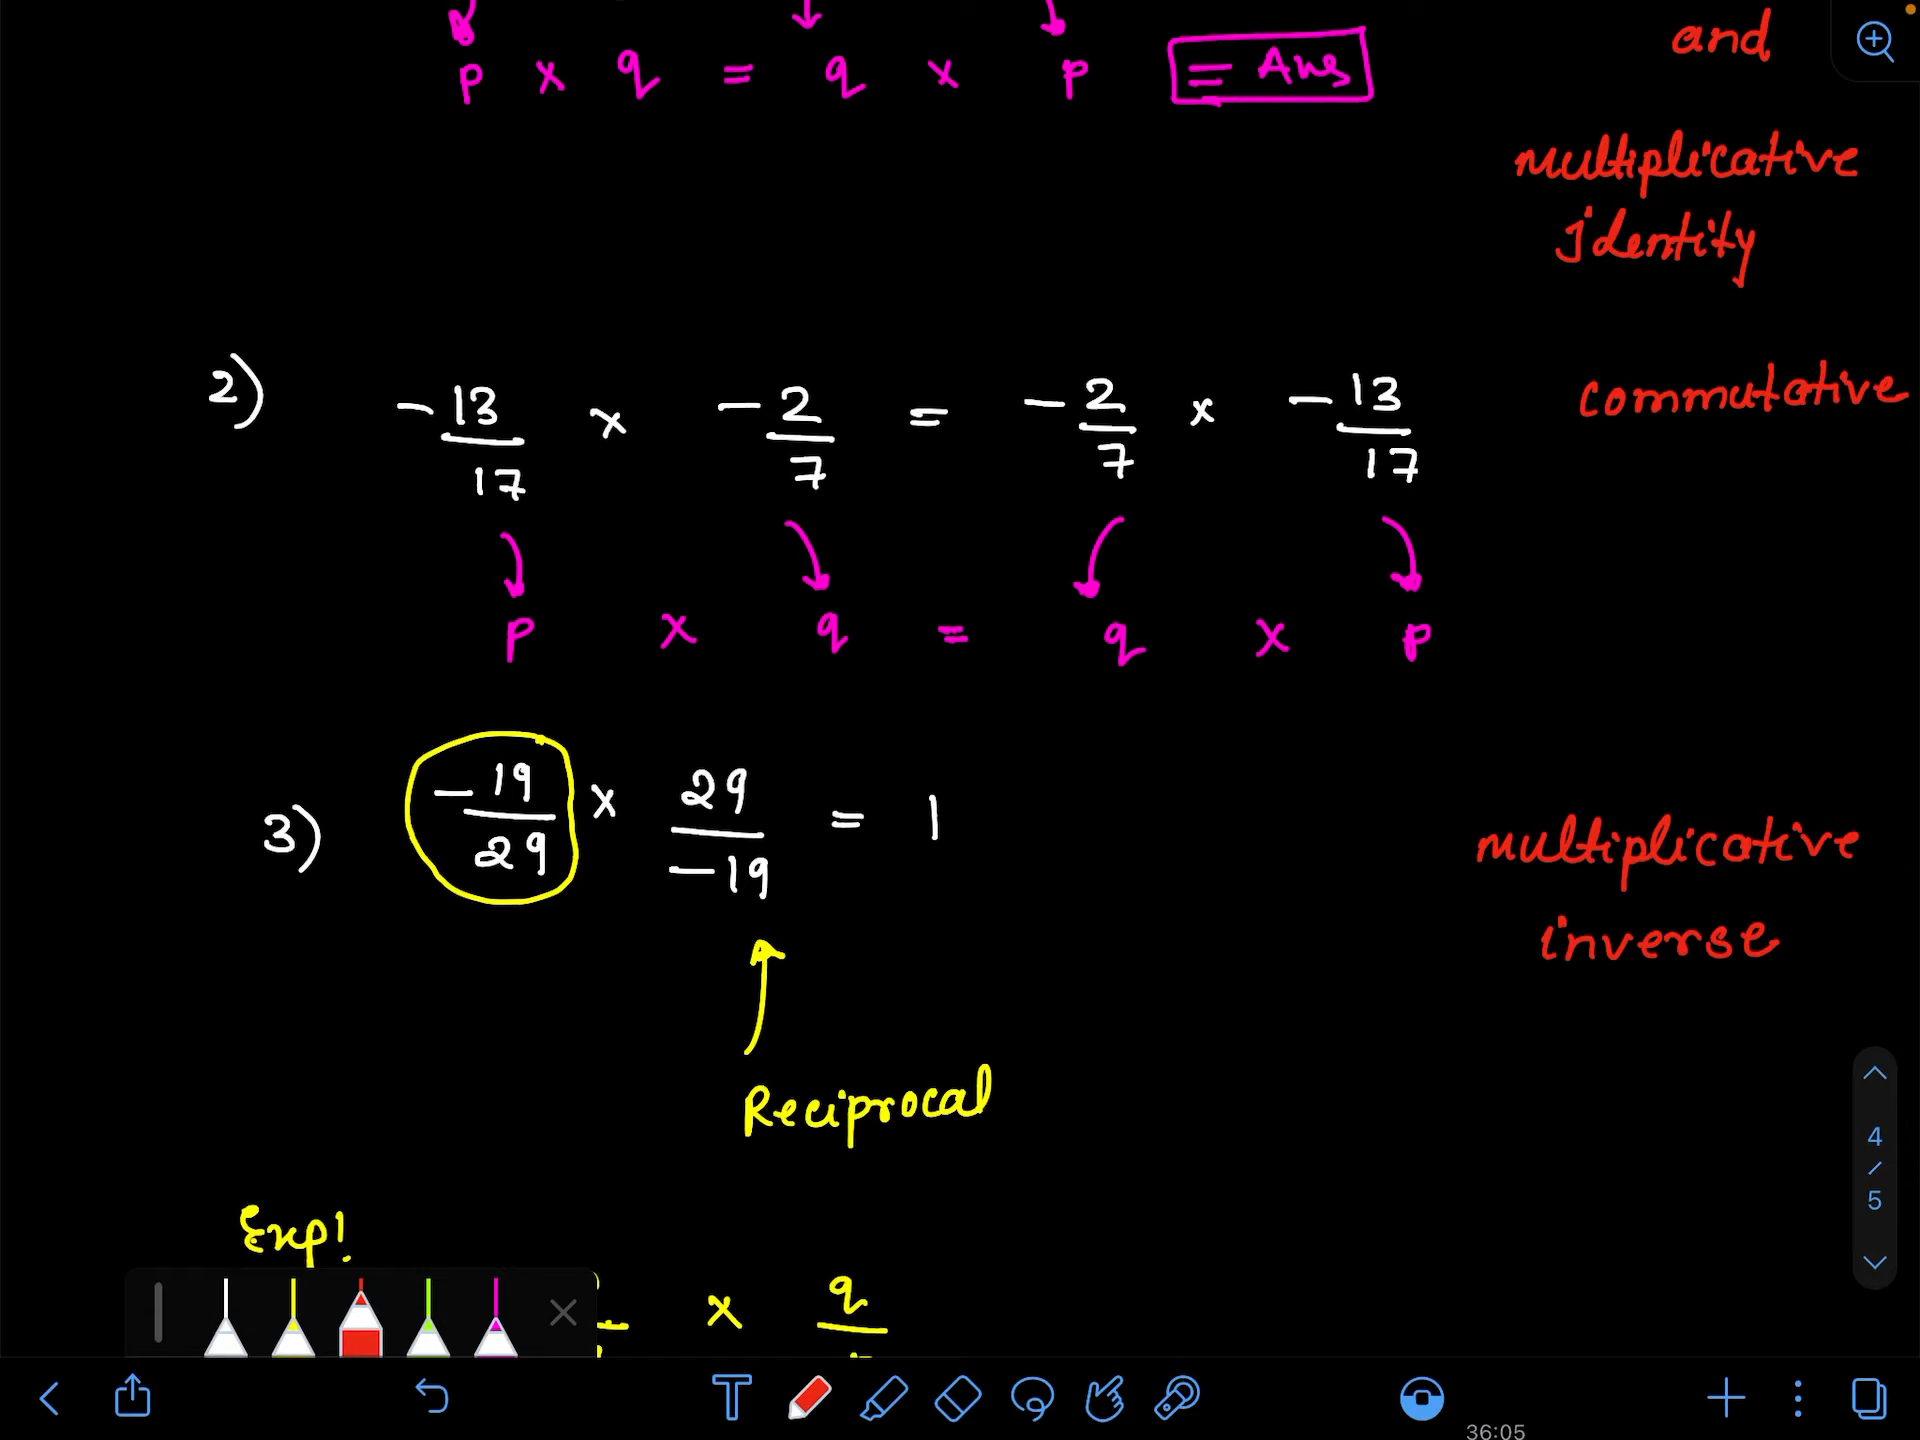 p x q = q x p = Ans
and
multiplicative
Identity
2) -13/17 x -2/7 = -2/7 x -13/17
commutative
p x q = q x p
3) -19/29 x 29/-19 = 1
multiplicative
inverse
Reciprocal
Exp!
x q
4
/
5
36:05